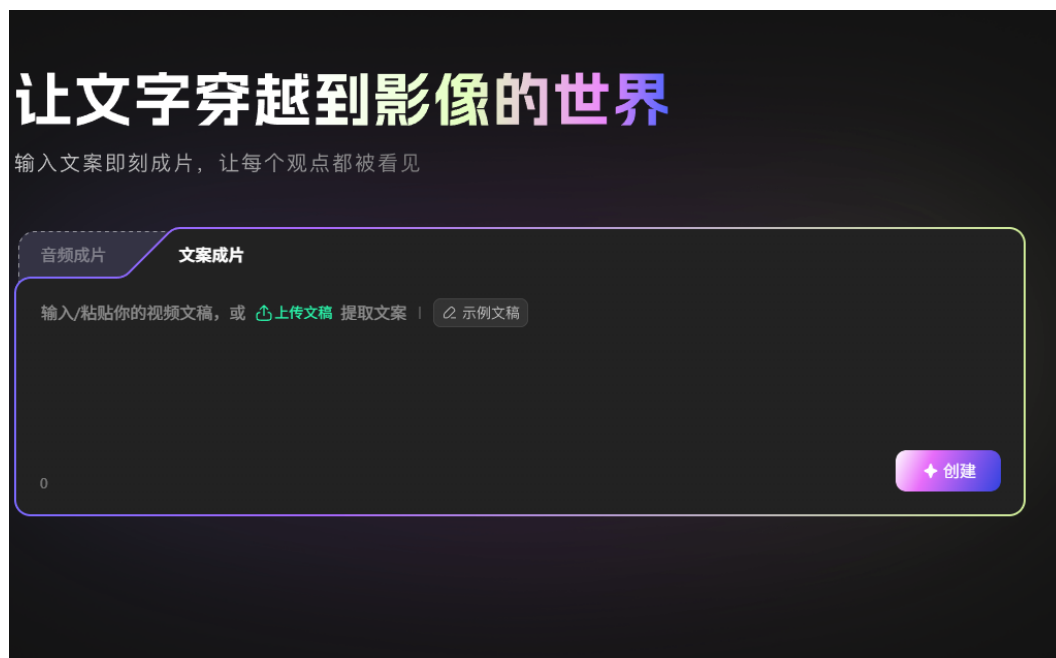 让文字穿越到影像的世界
输入文案即刻成片，让每个观点都被看见
音频成片 文案成片
输入/粘贴你的视频文稿，或 上传文稿 提取文案 | 示例文稿
创建
0